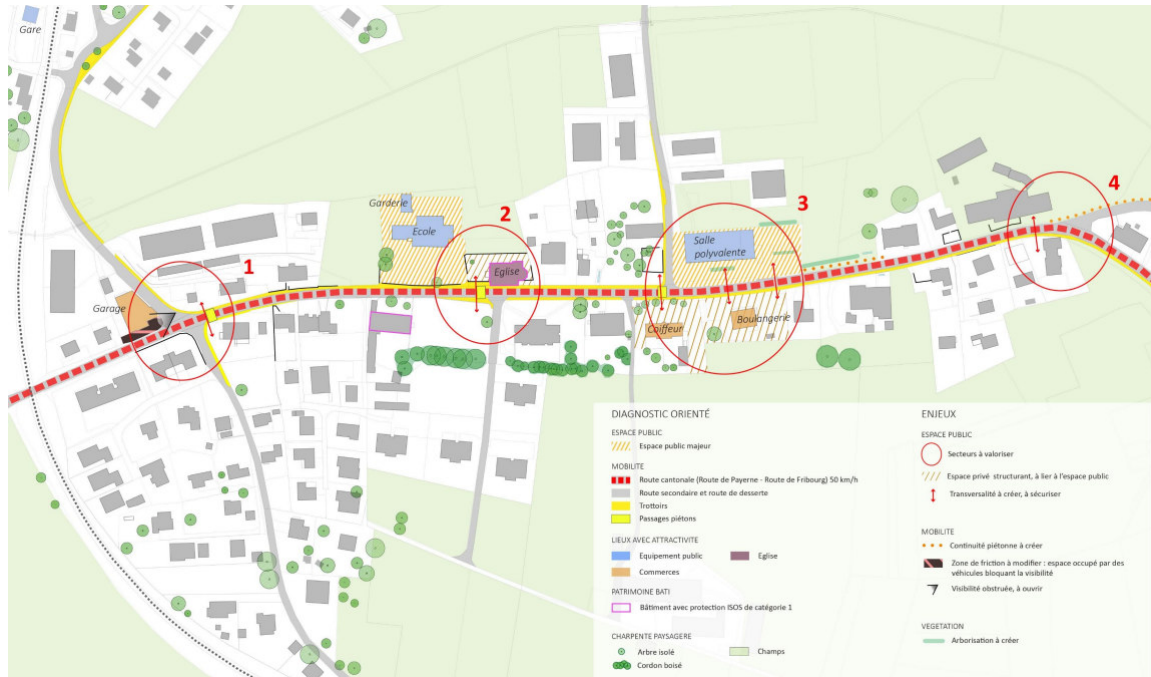 Gare
Garderie
Ecole
2
3
4
Salle
polyvalente
1
Eglise
Garage
Coiffeur
Boulangerie
DIAGNOSTIC ORIENTÉ
ESPACE PUBLIC
Espace public majeur
MOBILITE
Route cantonale (Route de Payerne - Route de Fribourg) 50 km/h
Route secondaire et route de desserte
Trottoirs
Passages piétons
LIEUX AVEC ATTRACTIVITE
Equipement public
Eglise
Commerces
PATRIMOINE BATI
Bâtiment avec protection ISOS de catégorie 1
CHARPENTE PAYSAGERE
Arbre isolé
Champs
Cordon boisé
ENJEUX
ESPACE PUBLIC
Secteurs à valoriser
Espace privé structurant, à lier à l'espace public
Transversalité à créer, à sécuriser
MOBILITE
Continuité piétonne à créer
Zone de friction à modifier : espace occupé par des
véhicules bloquant la visibilité
Visibilité obstruée, à ouvrir
VEGETATION
Arborisation à créer